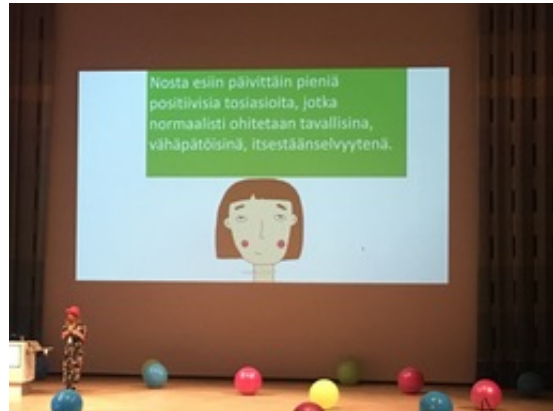 Nosta esiin päivittäin pieniä
positiivisia tosiasioita, jotka
normaalisti ohitetaan tavallisina,
vähäpätöisinä, itsestäänselvyytenä.